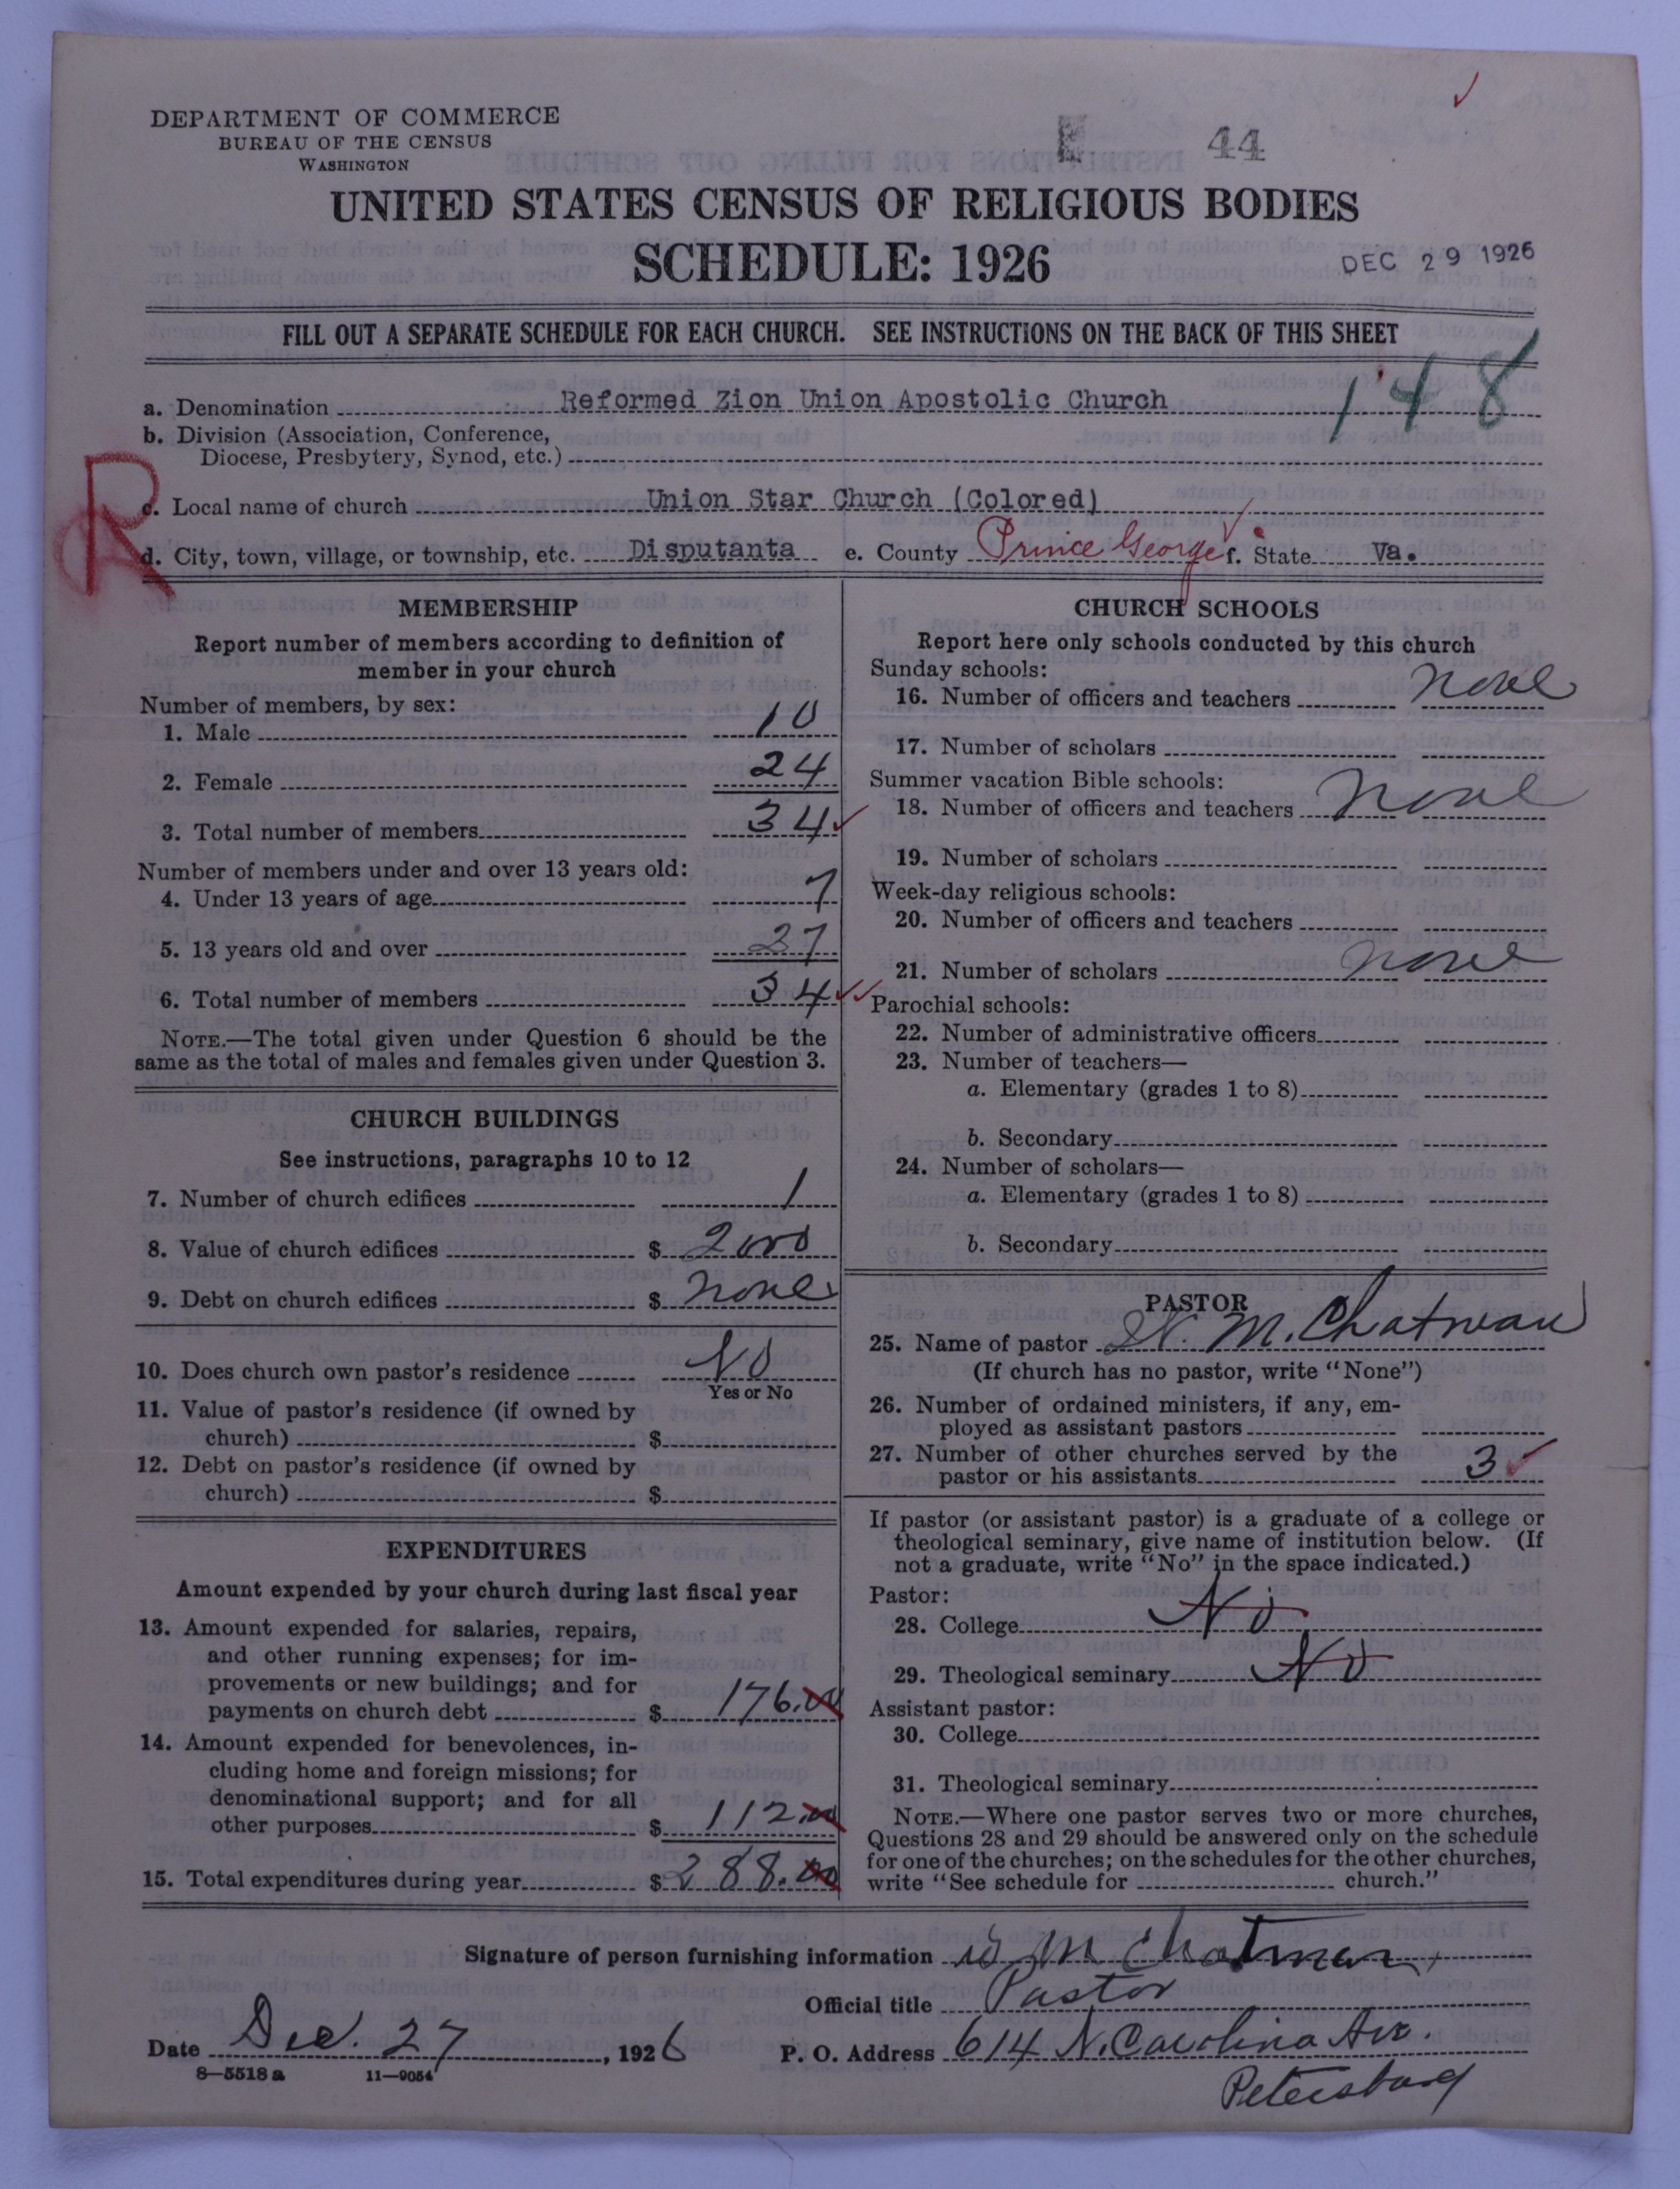 DEPARTMENT OF COMMERCE
BUREAU OF THE CENSUS
WASHINGTON
44
UNITED STATES CENSUS OF RELIGIOUS BODIES
SCHEDULE: 1926
DEC 29 1926
FILL OUT A SEPARATE SCHEDULE FOR EACH CHURCH. SEE INSTRUCTIONS ON THE BACK OF THIS SHEET
148
a. Denomination Reformed Zion Union Apostolic Church
b. Division (Association, Conference,
Diocese, Presbytery, Synod, etc.)
R
c. Local name of church Union Star Church (Colored)
d. City, town, village, or township, etc. Disputanta e. County Prince George f. State Va.
MEMBERSHIP
Report number of members according to definition of
member in your church
Number of members, by sex:
1. Male 10
2. Female 24
3. Total number of members 34
Number of members under and over 13 years old:
4. Under 13 years of age 7
5. 13 years old and over 27
6. Total number of members 34
NOTE.—The total given under Question 6 should be the
same as the total of males and females given under Question 3.
CHURCH BUILDINGS
See instructions, paragraphs 10 to 12
7. Number of church edifices 1
8. Value of church edifices $ 2000
9. Debt on church edifices $ none
10. Does church own pastor's residence No
Yes or No
11. Value of pastor's residence (if owned by
church) $
12. Debt on pastor's residence (if owned by
church) $
EXPENDITURES
Amount expended by your church during last fiscal year
13. Amount expended for salaries, repairs,
and other running expenses; for im-
provements or new buildings; and for
payments on church debt $ 176.00
14. Amount expended for benevolences, in-
cluding home and foreign missions; for
denominational support; and for all
other purposes $ 112.00
15. Total expenditures during year $ 288.00
CHURCH SCHOOLS
Report here only schools conducted by this church
Sunday schools:
16. Number of officers and teachers none
17. Number of scholars
Summer vacation Bible schools:
18. Number of officers and teachers none
19. Number of scholars
Week-day religious schools:
20. Number of officers and teachers
21. Number of scholars none
Parochial schools:
22. Number of administrative officers
23. Number of teachers—
a. Elementary (grades 1 to 8)
b. Secondary
24. Number of scholars—
a. Elementary (grades 1 to 8)
b. Secondary
PASTOR
25. Name of pastor W. M. Chatman
(If church has no pastor, write "None")
26. Number of ordained ministers, if any, em-
ployed as assistant pastors
27. Number of other churches served by the
pastor or his assistants 3
If pastor (or assistant pastor) is a graduate of a college or
theological seminary, give name of institution below. (If
not a graduate, write "No" in the space indicated.)
Pastor:
28. College No
29. Theological seminary No
Assistant pastor:
30. College
31. Theological seminary
NOTE.—Where one pastor serves two or more churches,
Questions 28 and 29 should be answered only on the schedule
for one of the churches; on the schedules for the other churches,
write "See schedule for church."
Signature of person furnishing information W M Chatman
Official title Pastor
Date Dec. 27, 1926 P. O. Address 614 N. Carolina Ave.
Petersburg
8—5518 a 11—9054